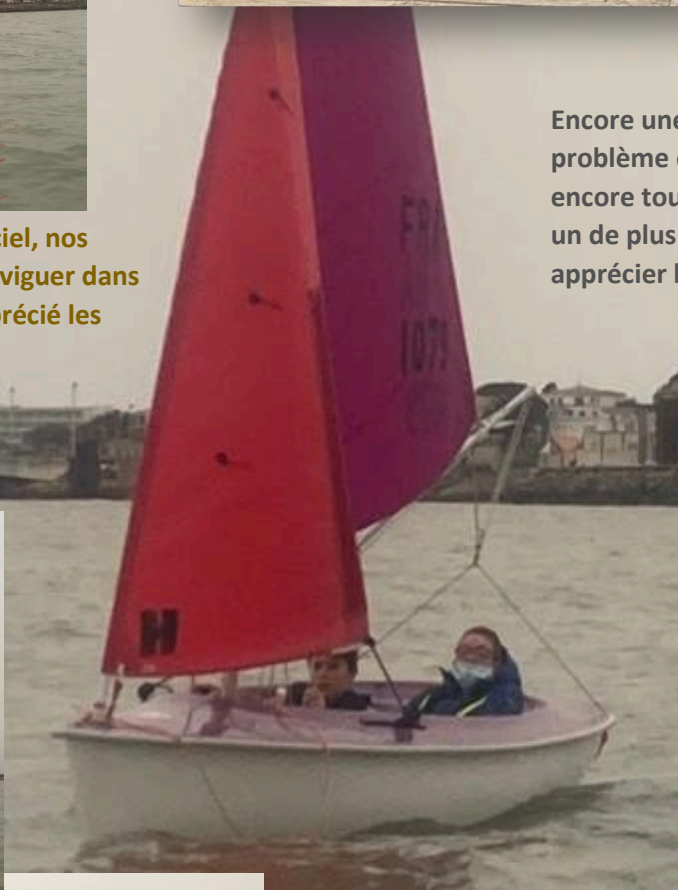 ciel, nos
viguer dans
précié les
Encore une
problème
encore tou
un de plus
apprécier l
FRA
1079
H